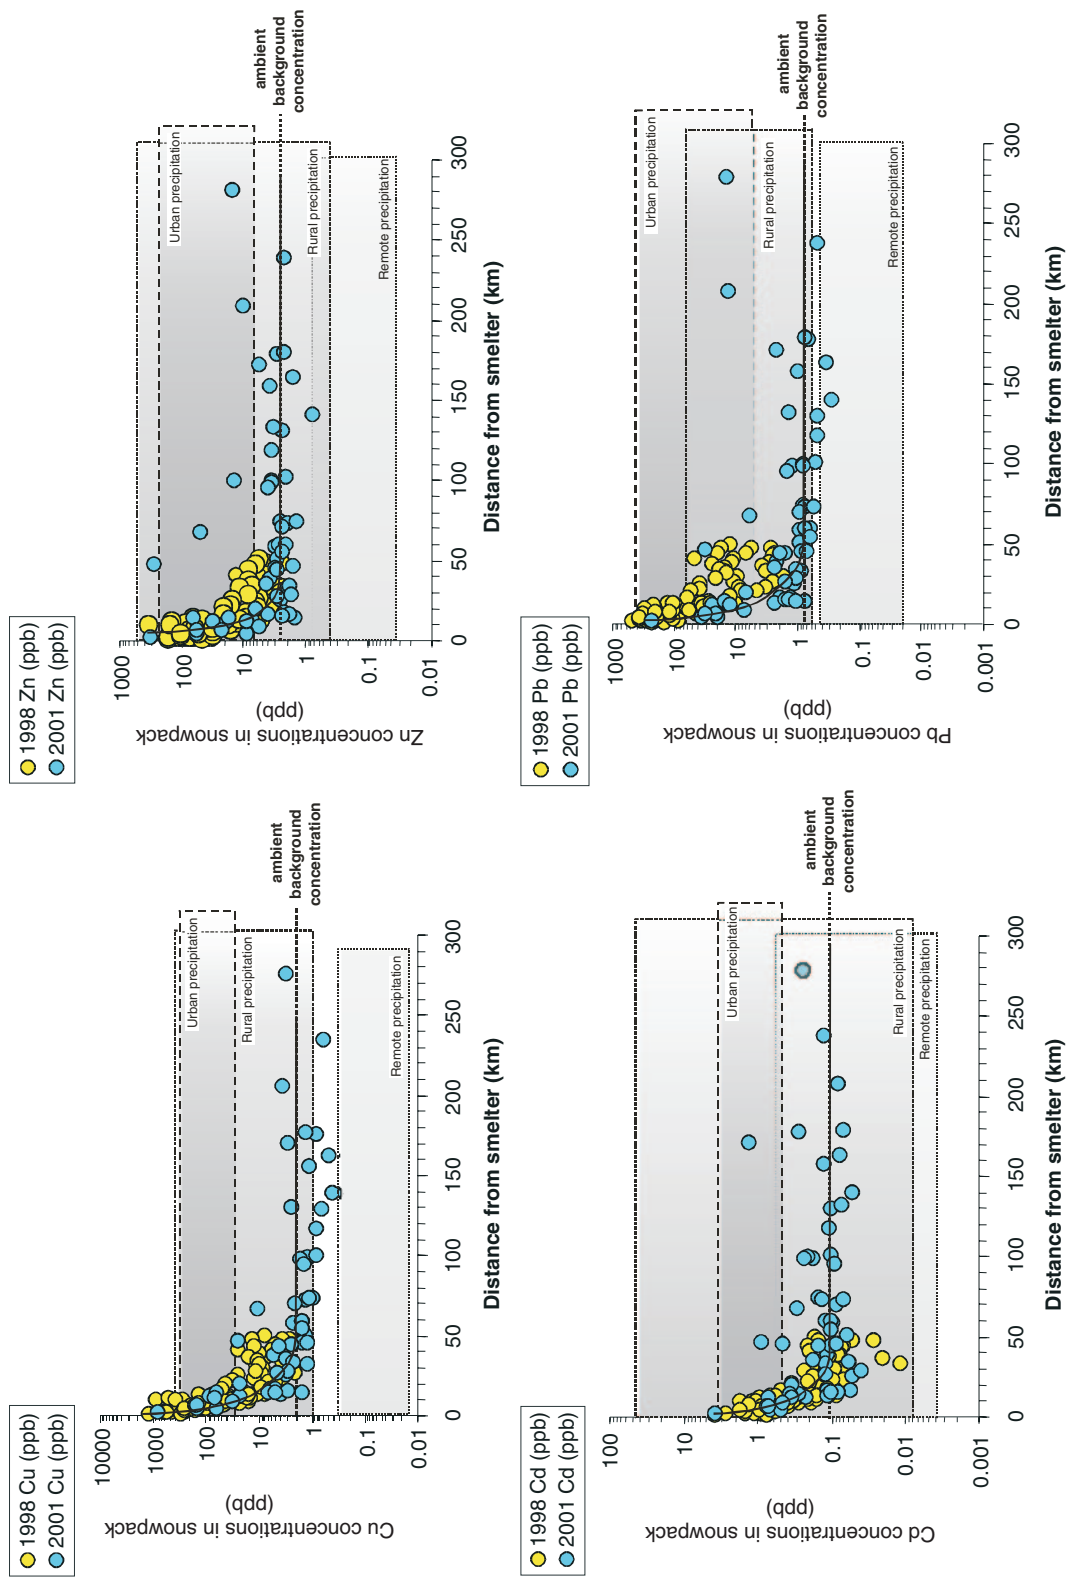 1998 Cu (ppb)
2001 Cu (ppb)
Cu concentrations in snowpack
(ppb)
10000
1000
100
10
1
0.1
0.01
Urban precipitation
Rural precipitation
Remote precipitation
ambient
background
concentration
0 50 100 150 200 250 300
Distance from smelter (km)
1998 Zn (ppb)
2001 Zn (ppb)
Zn concentrations in snowpack
(ppb)
1000
100
10
1
0.1
0.01
Urban precipitation
Rural precipitation
Remote precipitation
ambient
background
concentration
0 50 100 150 200 250 300
Distance from smelter (km)
1998 Cd (ppb)
2001 Cd (ppb)
Cd concentrations in snowpack
(ppb)
100
10
1
0.1
0.01
0.001
Urban precipitation
Rural precipitation
Remote precipitation
ambient
background
concentration
0 50 100 150 200 250 300
Distance from smelter (km)
1998 Pb (ppb)
2001 Pb (ppb)
Pb concentrations in snowpack
(ppb)
1000
100
10
1
0.1
0.01
0.001
Urban precipitation
Rural precipitation
Remote precipitation
ambient
background
concentration
0 50 100 150 200 250 300
Distance from smelter (km)